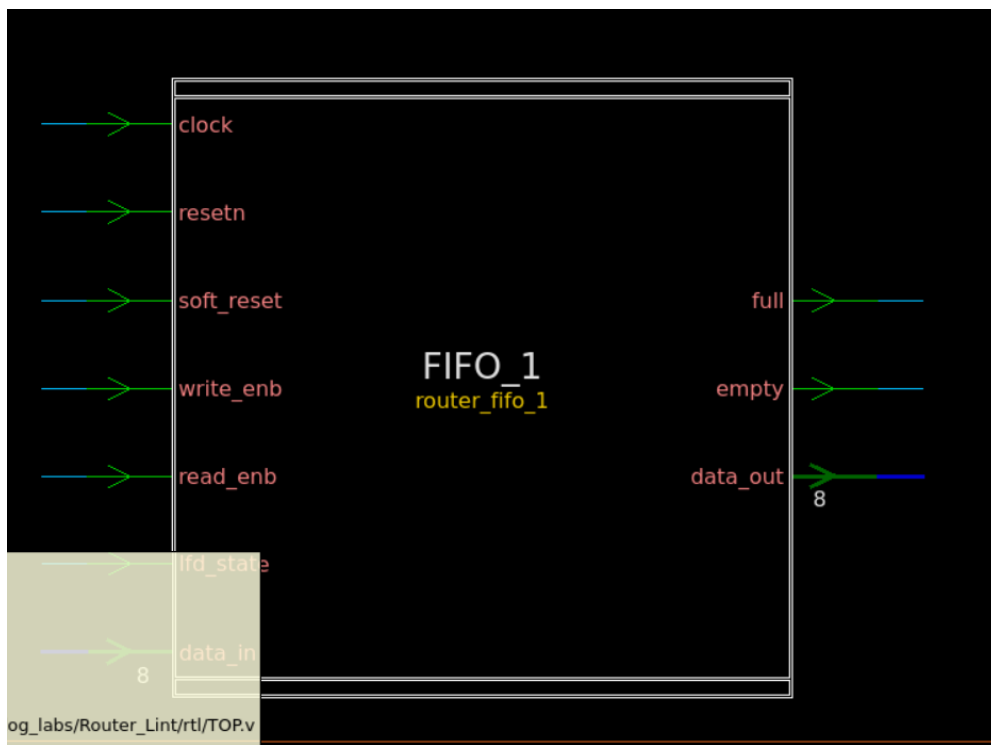 clock
resetn
soft_reset
full
FIFO_1
write_enb
empty
router_fifo_1
read_enb
data_out
8
lfd_state
data_in
8
og_labs/Router_Lint/rtl/TOP.v